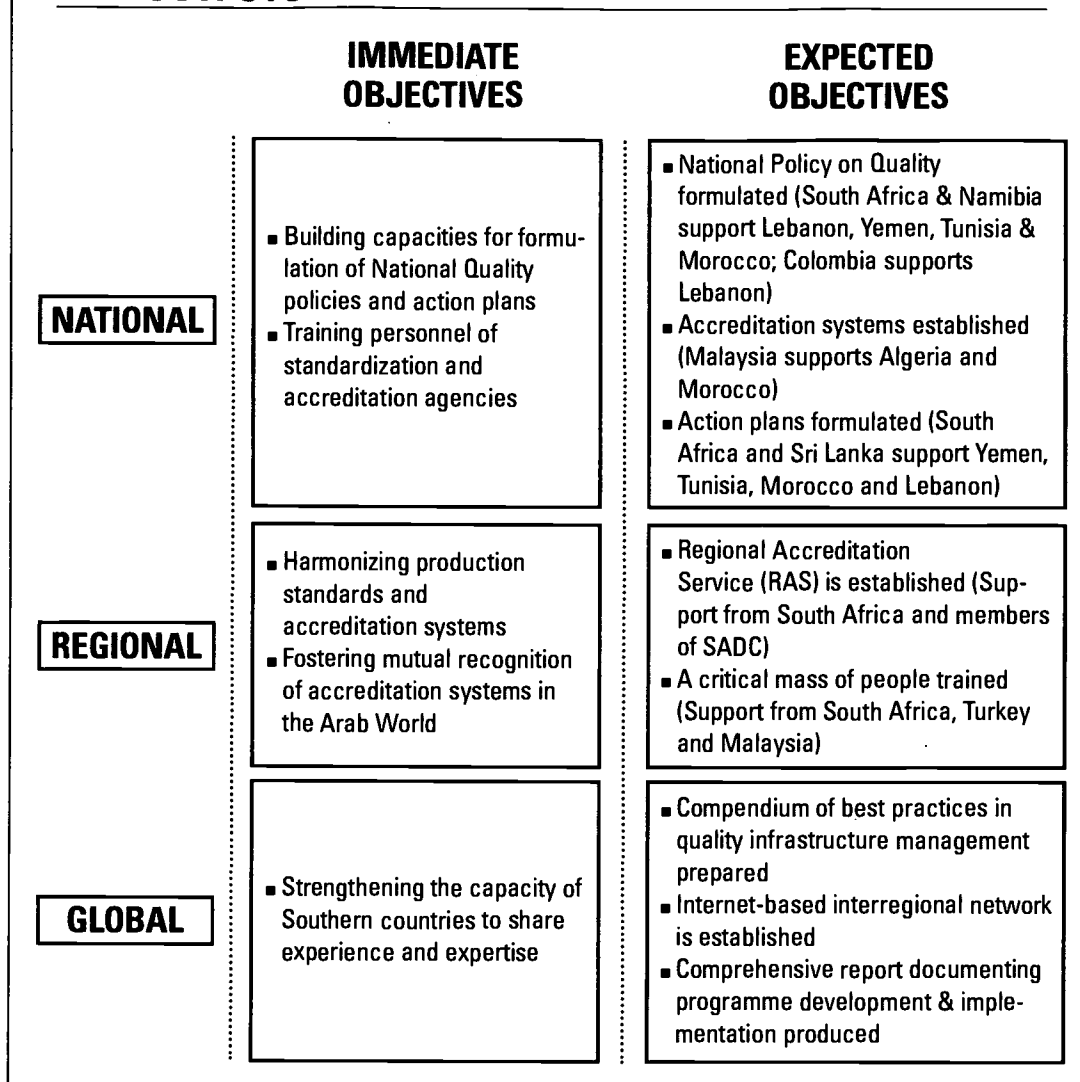 IMMEDIATE
OBJECTIVES
EXPECTED
OBJECTIVES
NATIONAL
▪ Building capacities for formu-
lation of National Quality
policies and action plans
▪ Training personnel of
standardization and
accreditation agencies
▪ National Policy on Quality
formulated (South Africa & Namibia
support Lebanon, Yemen, Tunisia &
Morocco; Colombia supports
Lebanon)
▪ Accreditation systems established
(Malaysia supports Algeria and
Morocco)
▪ Action plans formulated (South
Africa and Sri Lanka support Yemen,
Tunisia, Morocco and Lebanon)
REGIONAL
▪ Harmonizing production
standards and
accreditation systems
▪ Fostering mutual recognition
of accreditation systems in
the Arab World
▪ Regional Accreditation
Service (RAS) is established (Sup-
port from South Africa and members
of SADC)
▪ A critical mass of people trained
(Support from South Africa, Turkey
and Malaysia)
GLOBAL
▪ Strengthening the capacity of
Southern countries to share
experience and expertise
▪ Compendium of best practices in
quality infrastructure management
prepared
▪ Internet-based interregional network
is established
▪ Comprehensive report documenting
programme development & imple-
mentation produced